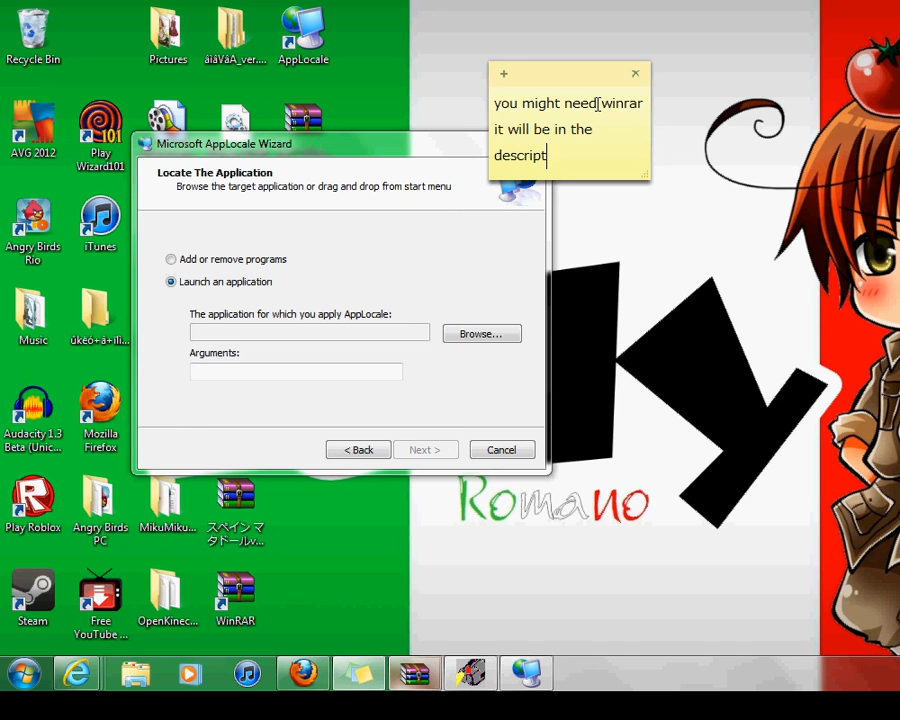 Recycle Bin
Pictures
AppLocale
AVG 2012
Play
Wizard101
Angry Birds
Rio
iTunes
Music
Audacity 1.3
Beta (Unic...
Mozilla
Firefox
Play Roblox
Angry Birds
PC
MikuMiku...
スペイン マ
タドールv...
Steam
Free
YouTube ...
OpenKinec...
WinRAR
Microsoft AppLocale Wizard
Locate The Application
Browse the target application or drag and drop from start menu
Add or remove programs
Launch an application
The application for which you apply AppLocale:
Browse...
Arguments:
< Back
Next >
Cancel
you might need winrar
it will be in the
descript
Romano